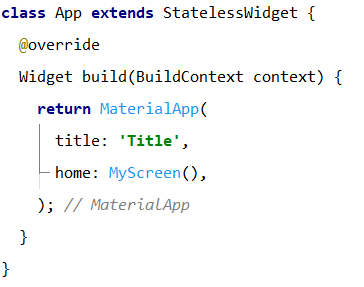 class App extends StatelessWidget {
  @override
  Widget build(BuildContext context) {
    return MaterialApp(
      title: 'Title',
      home: MyScreen(),
    ); // MaterialApp
  }
}